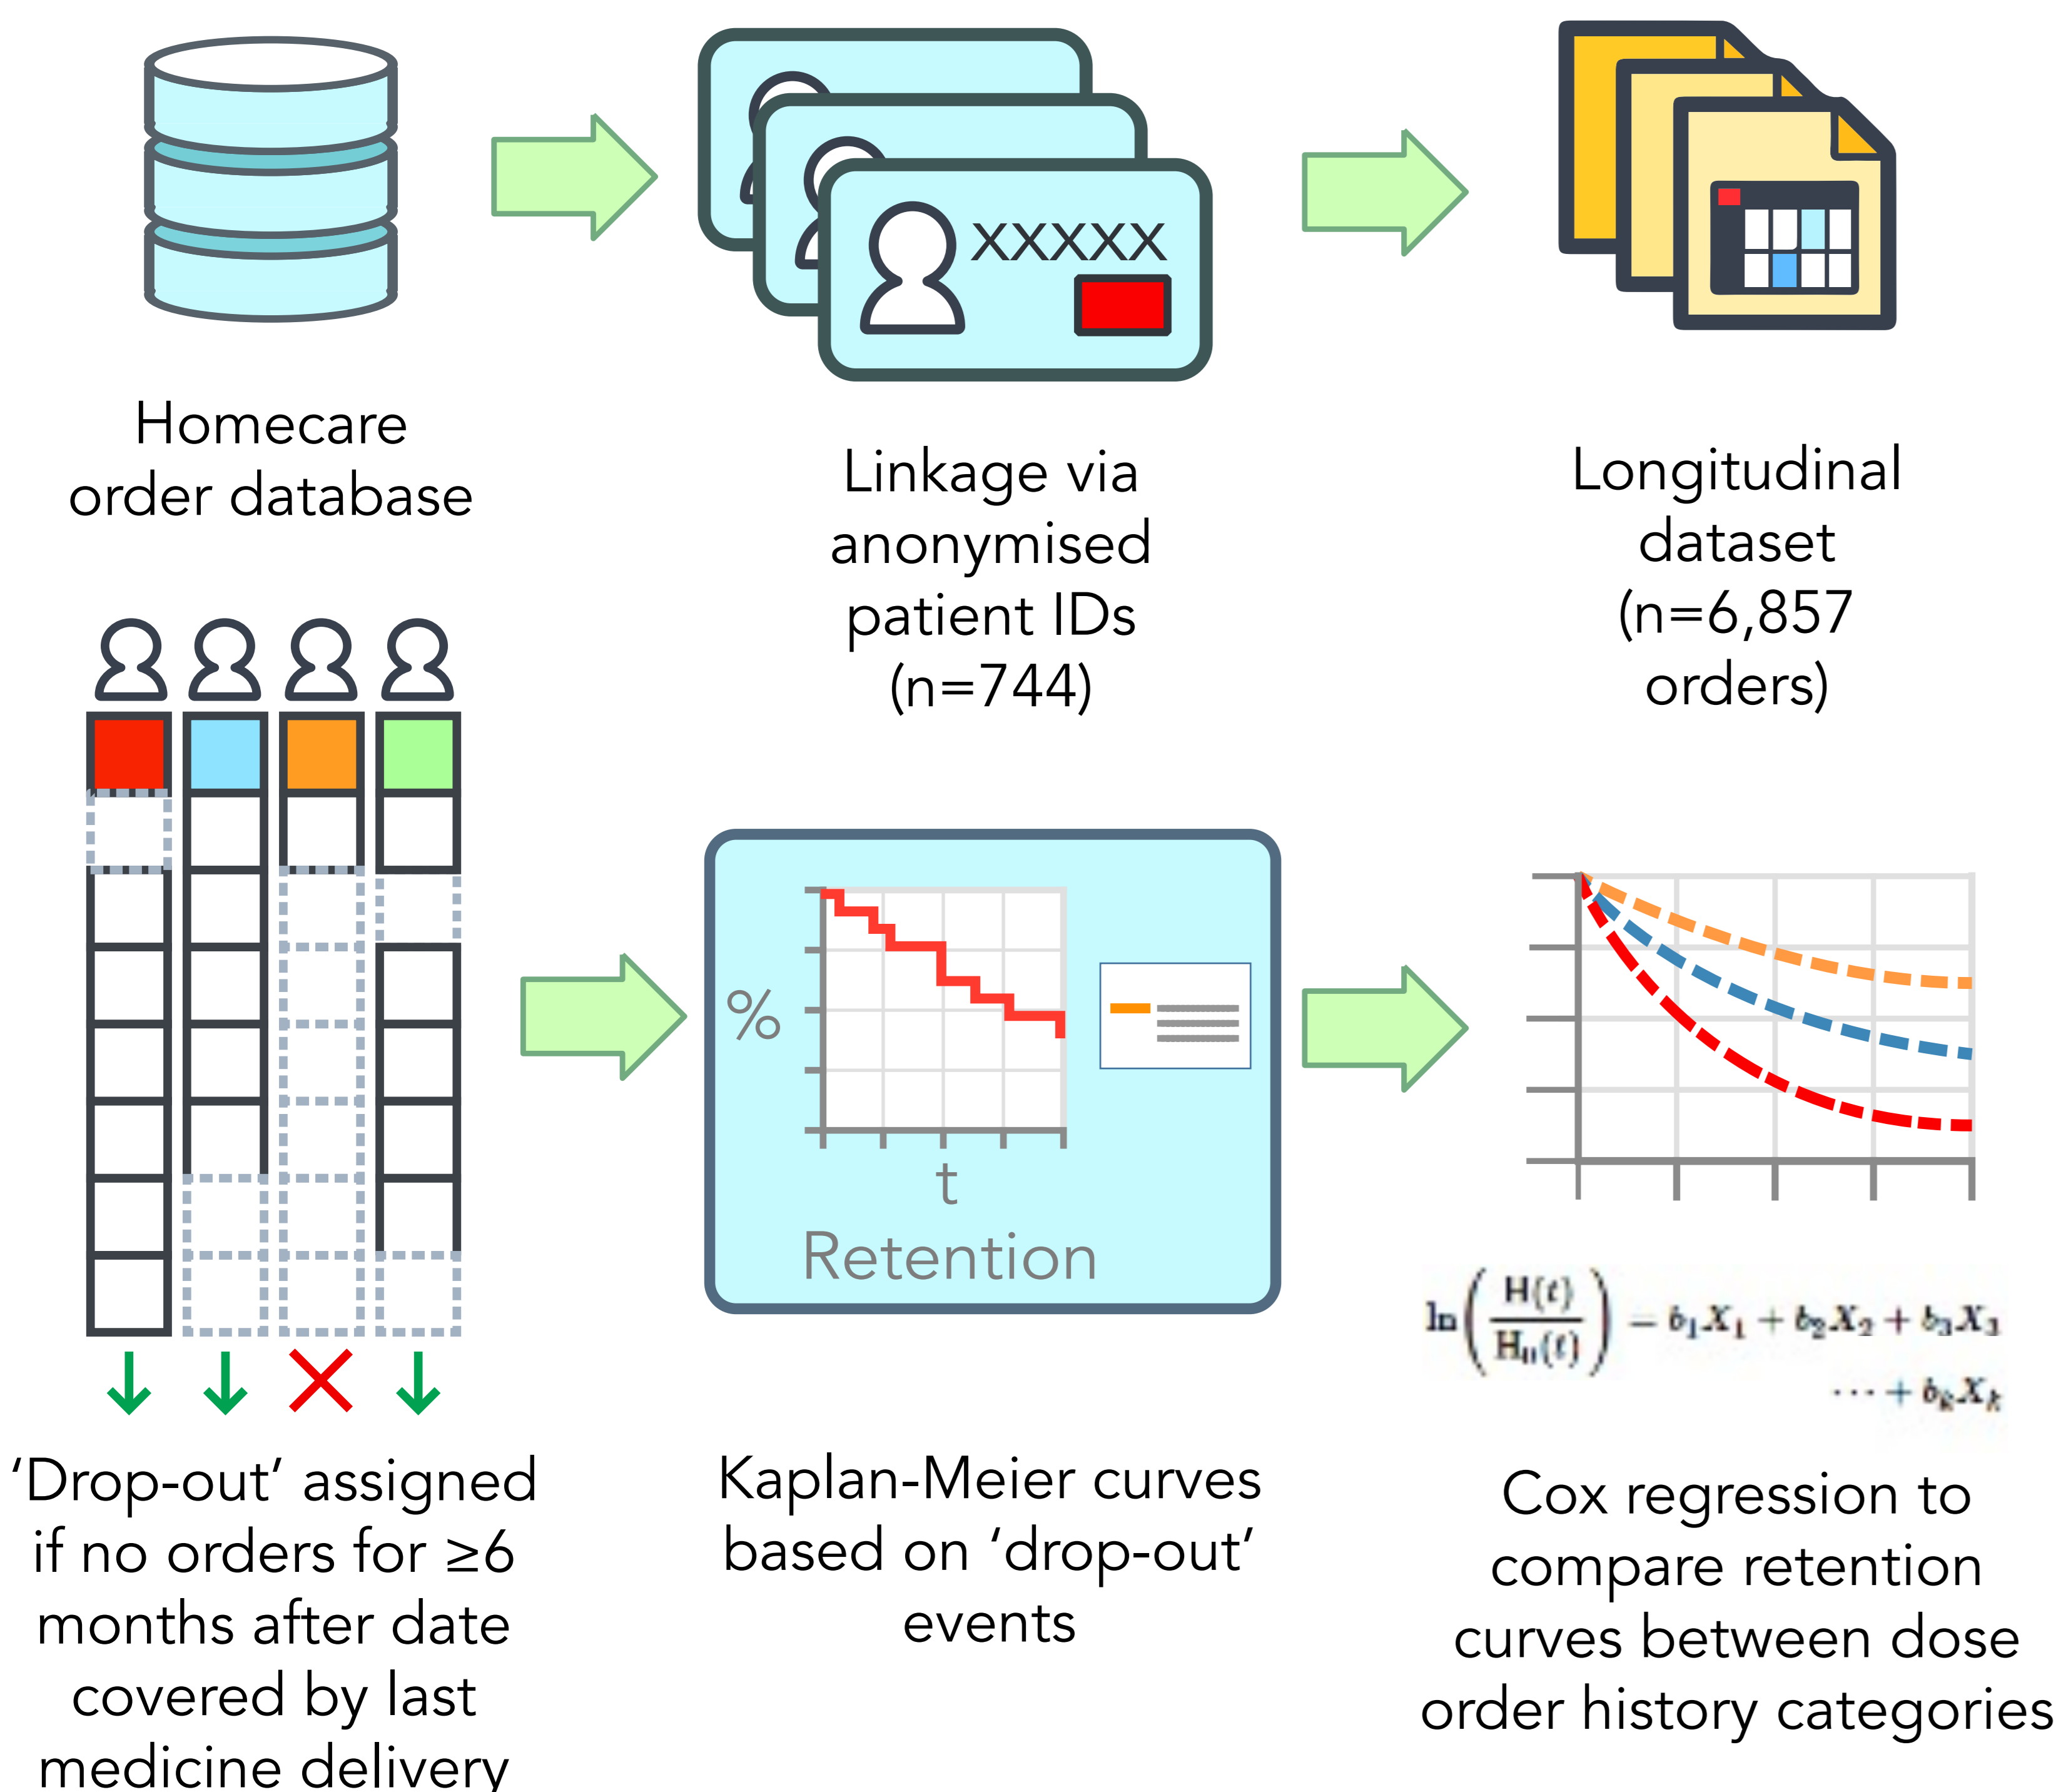 XXXXX
Homecare
order database
Linkage via
anonymised
patient IDs
(n=744)
Longitudinal
dataset
(n=6,857
orders)
%
t
Retention
ln(H(t)/H₀(t)) = b₁X₁ + b₂X₂ + b₃X₃
⋯ + bₖXₖ
‘Drop-out’ assigned
if no orders for ≥6
months after date
covered by last
medicine delivery
Kaplan-Meier curves
based on ‘drop-out’
events
Cox regression to
compare retention
curves between dose
order history categories